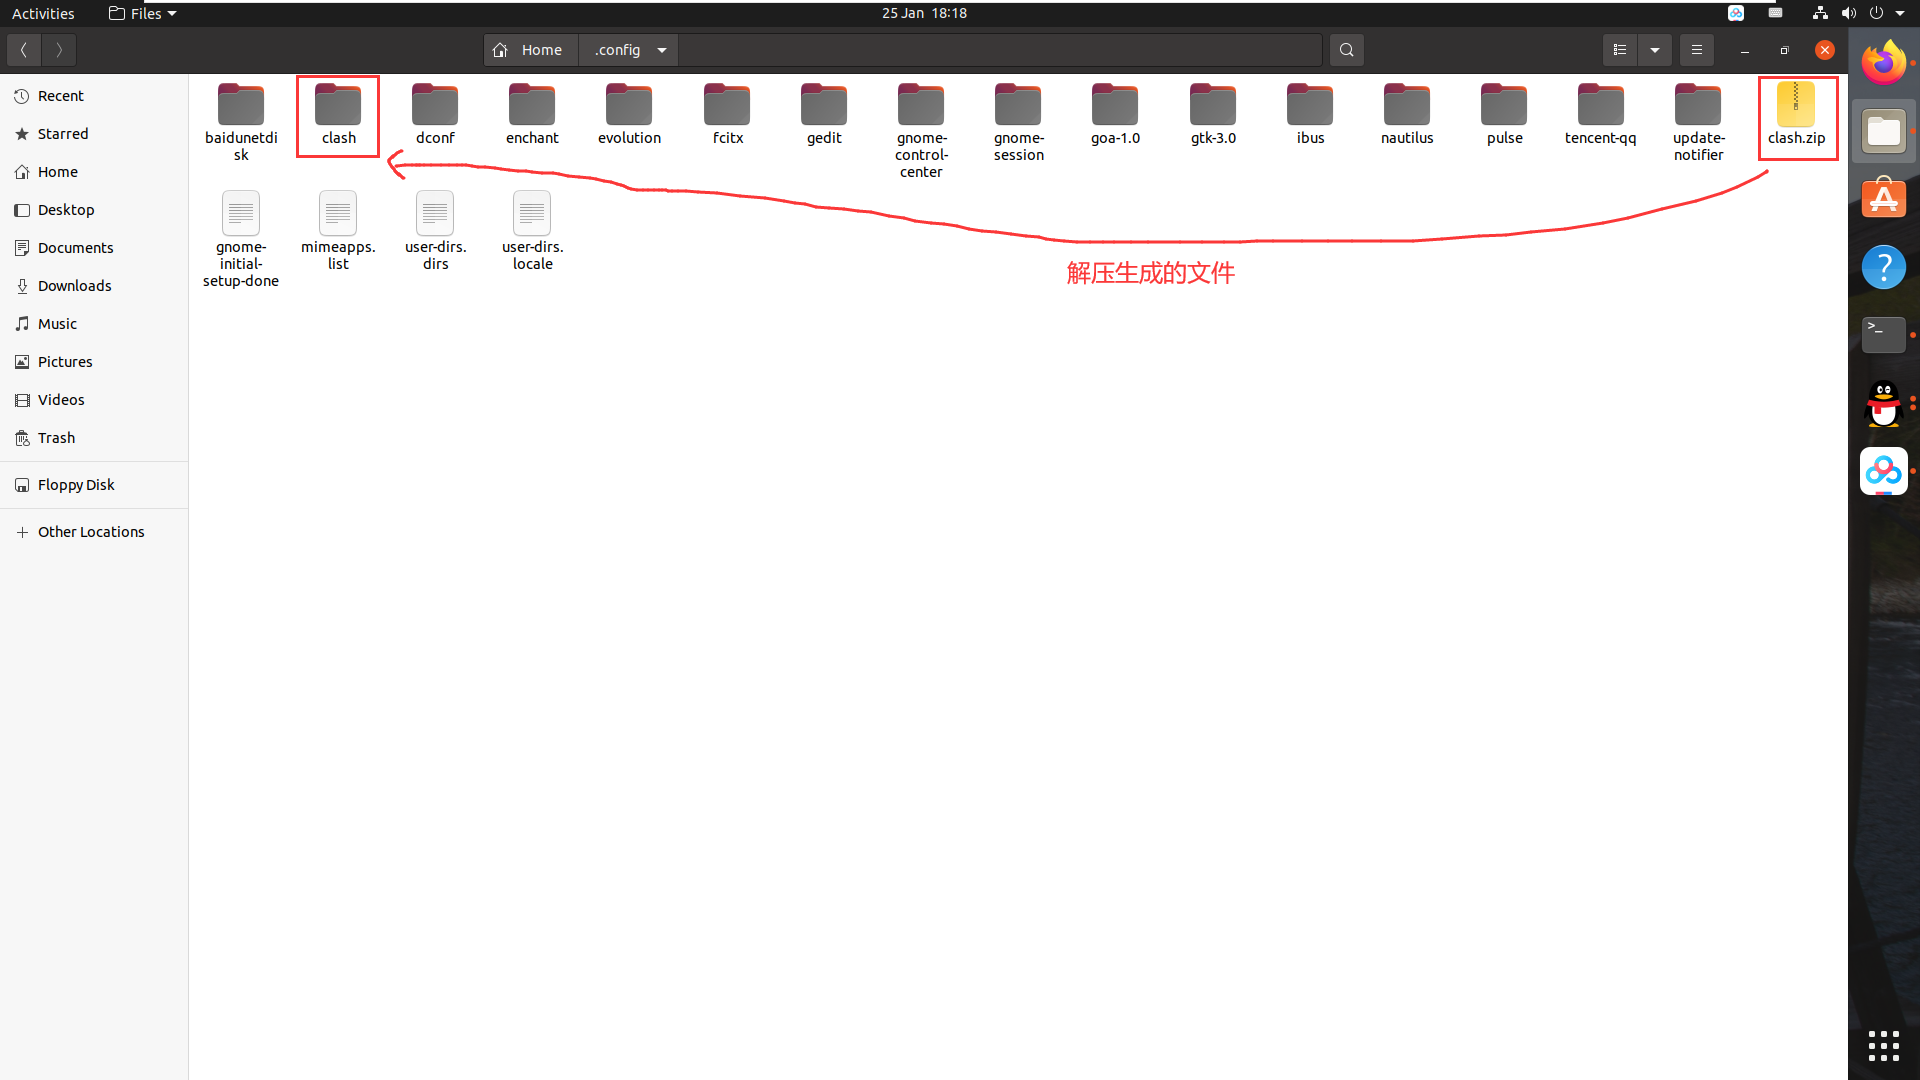 Activities
Files
25 Jan 18:18
Home
.config
Recent
Starred
Home
Desktop
Documents
Downloads
Music
Pictures
Videos
Trash
Floppy Disk
Other Locations
baidunetdi
sk
clash
dconf
enchant
evolution
fcitx
gedit
gnome-
control-
center
gnome-
session
goa-1.0
gtk-3.0
ibus
nautilus
pulse
tencent-qq
update-
notifier
clash.zip
gnome-
initial-
setup-done
mimeapps.
list
user-dirs.
dirs
user-dirs.
locale
解压生成的文件